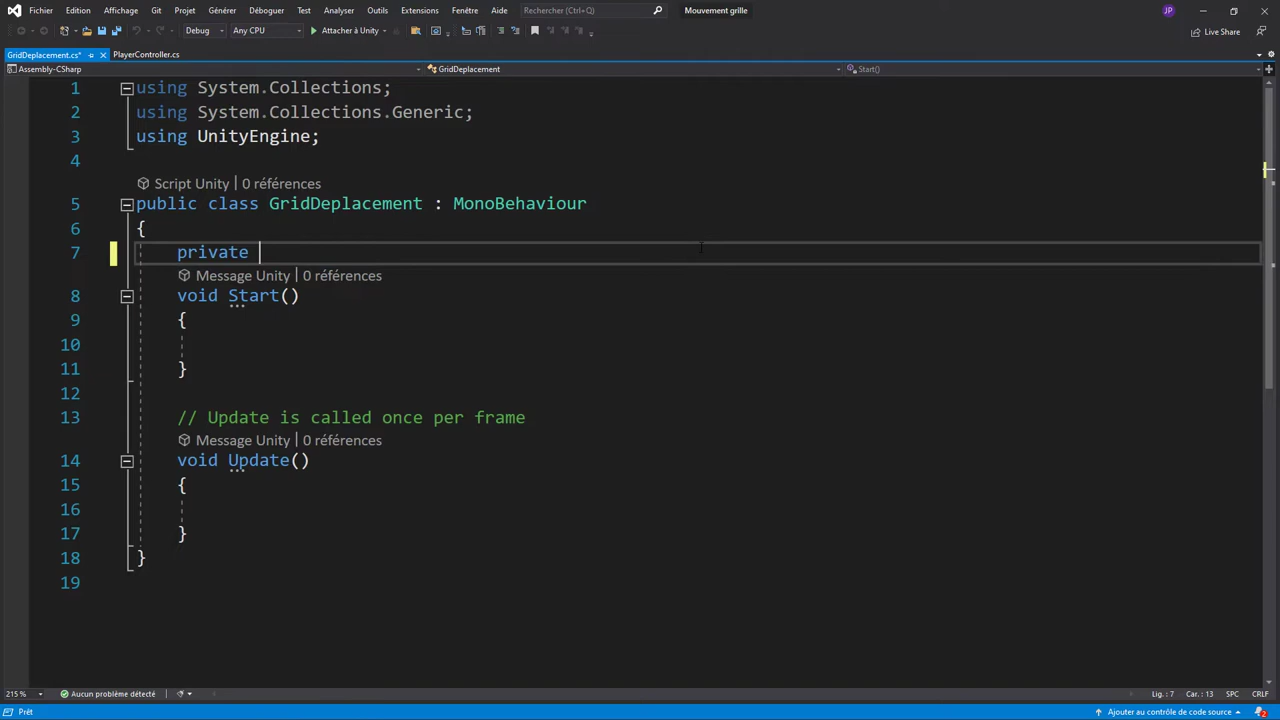 Fichier Edition Affichage Git Projet Générer Déboguer Test Analyser Outils Extensions Fenêtre Aide Rechercher (Ctrl+Q) Mouvement grille JP
Debug Any CPU Attacher à Unity Live Share
GridDeplacement.cs* PlayerController.cs
Assembly-CSharp GridDeplacement Start()
1 using System.Collections;
2 using System.Collections.Generic;
3 using UnityEngine;
4
Script Unity | 0 références
5 public class GridDeplacement : MonoBehaviour
6 {
7 private
Message Unity | 0 références
8 void Start()
9 {
10
11 }
12
13 // Update is called once per frame
Message Unity | 0 références
14 void Update()
15 {
16
17 }
18 }
19
215 % Aucun problème détecté Lig. : 7 Car. : 13 SPC CRLF
Prêt Ajouter au contrôle de code source 2